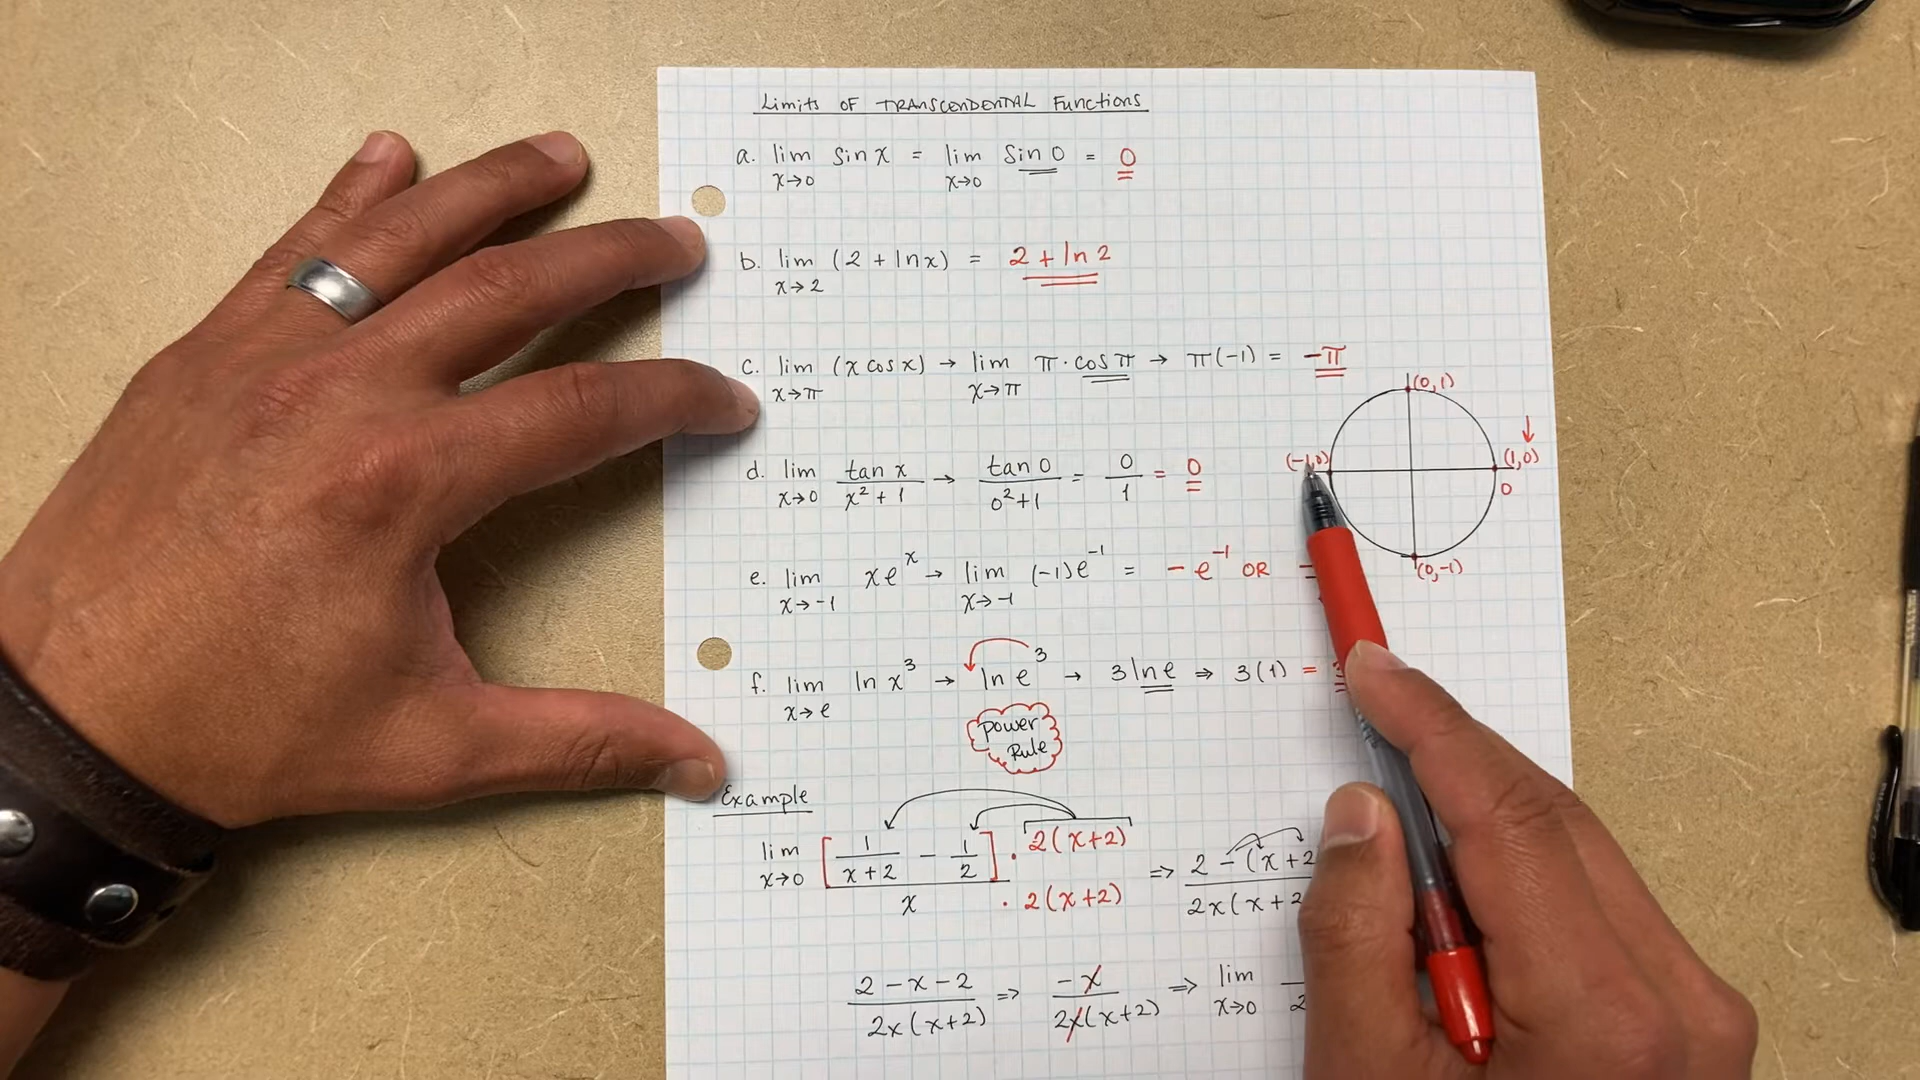 Limits OF TRANSCENDENTAL Functions
a. lim sin x = lim sin 0 = 0
x→0 x→0
b. lim (2 + ln x) = 2 + ln 2
x→2
c. lim (x cos x) → lim π · cos π → π(-1) = -π
x→π x→π
(0,1)
(-1,0)
(1,0)
0
(0,-1)
d. lim tan x / x² + 1 → tan 0 / 0² + 1 = 0 / 1 = 0
x→0
e. lim x e^x → lim (-1)e^-1 = - e^-1 OR -
x→-1 x→-1
f. lim ln x³ → ln e³ → 3 ln e ⇒ 3(1) =
x→e
Power
Rule
Example
lim [1 / x+2 - 1 / 2] · 2(x+2) / x · 2(x+2) ⇒ 2 - (x+2 / 2x(x+2
x→0
2 - x - 2 / 2x(x+2) ⇒ -x / 2x(x+2) ⇒ lim
x→0 2